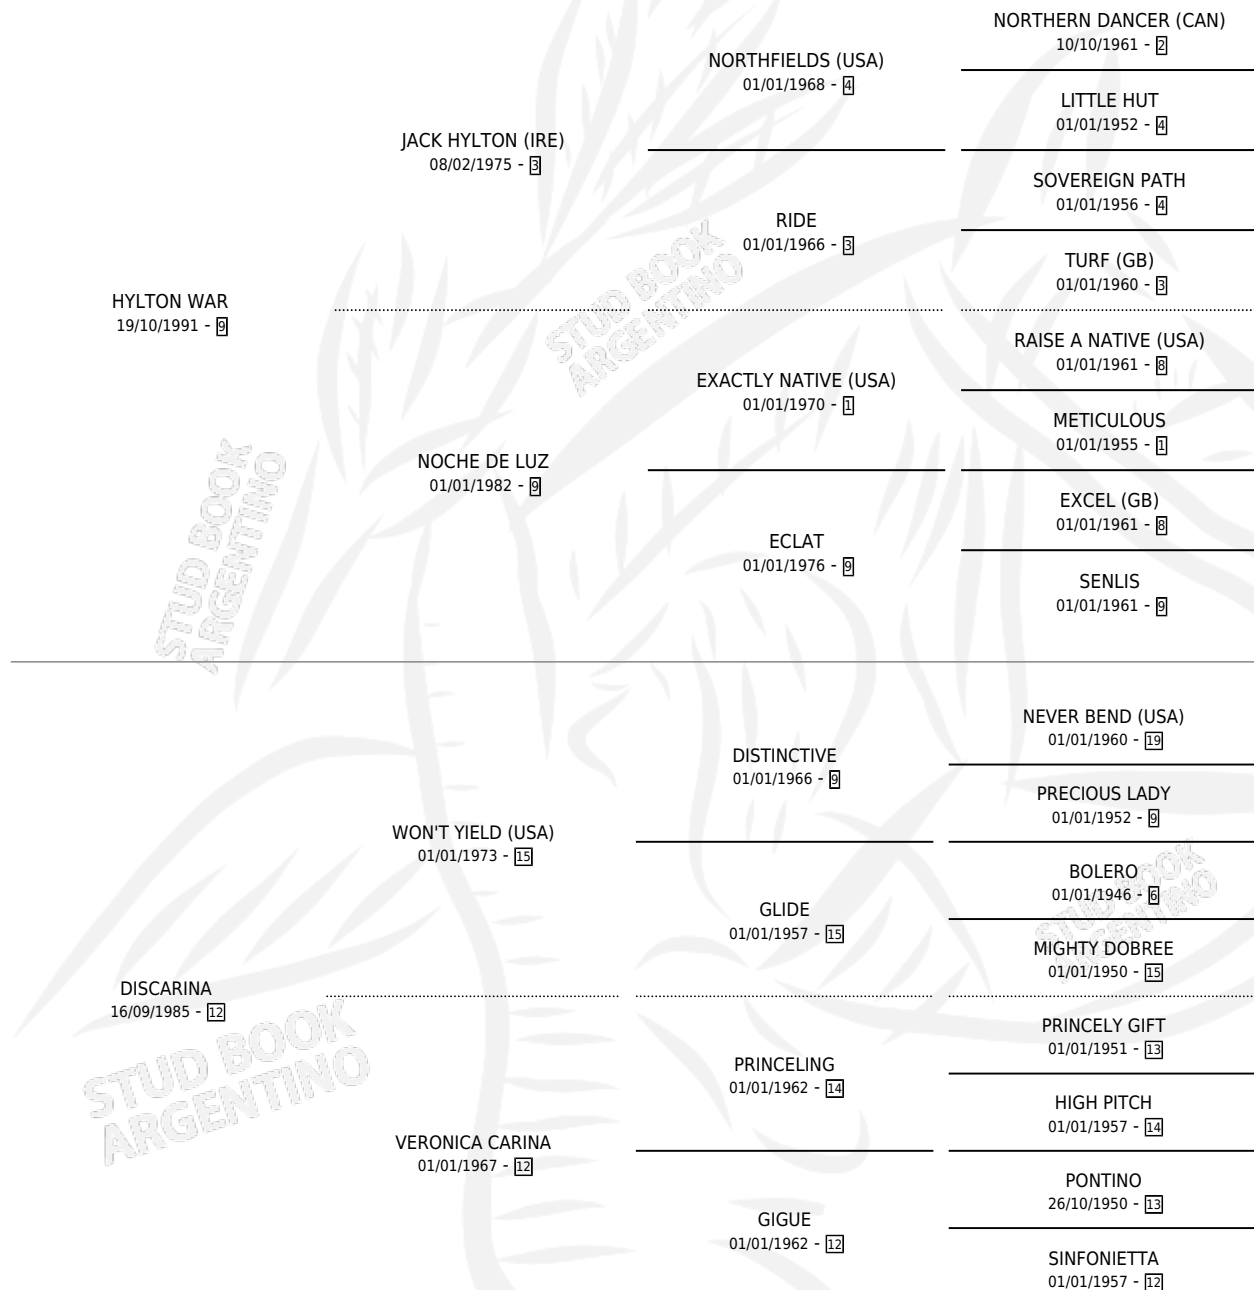 NORTHERN DANCER (CAN)
10/10/1961 - 2
NORTHFIELDS (USA)
01/01/1968 - 4
LITTLE HUT
01/01/1952 - 4
JACK HYLTON (IRE)
08/02/1975 - 3
SOVEREIGN PATH
01/01/1956 - 4
RIDE
01/01/1966 - 3
TURF (GB)
01/01/1960 - 3
HYLTON WAR
19/10/1991 - 9
RAISE A NATIVE (USA)
01/01/1961 - 8
EXACTLY NATIVE (USA)
01/01/1970 - 1
METICULOUS
01/01/1955 - 1
NOCHE DE LUZ
01/01/1982 - 9
EXCEL (GB)
01/01/1961 - 8
ECLAT
01/01/1976 - 9
SENLIS
01/01/1961 - 9
NEVER BEND (USA)
01/01/1960 - 19
DISTINCTIVE
01/01/1966 - 9
PRECIOUS LADY
01/01/1952 - 9
WON'T YIELD (USA)
01/01/1973 - 15
BOLERO
01/01/1946 - 6
GLIDE
01/01/1957 - 15
MIGHTY DOBREE
01/01/1950 - 15
DISCARINA
16/09/1985 - 12
PRINCELY GIFT
01/01/1951 - 13
PRINCELING
01/01/1962 - 14
HIGH PITCH
01/01/1957 - 14
VERONICA CARINA
01/01/1967 - 12
PONTINO
26/10/1950 - 13
GIGUE
01/01/1962 - 12
SINFONIETTA
01/01/1957 - 12
STUD BOOK
ARGENTINO
STUD BOOK
ARGENTINO
STUD BOOK
ARGENTINO
STUD BOOK
ARGENTINO